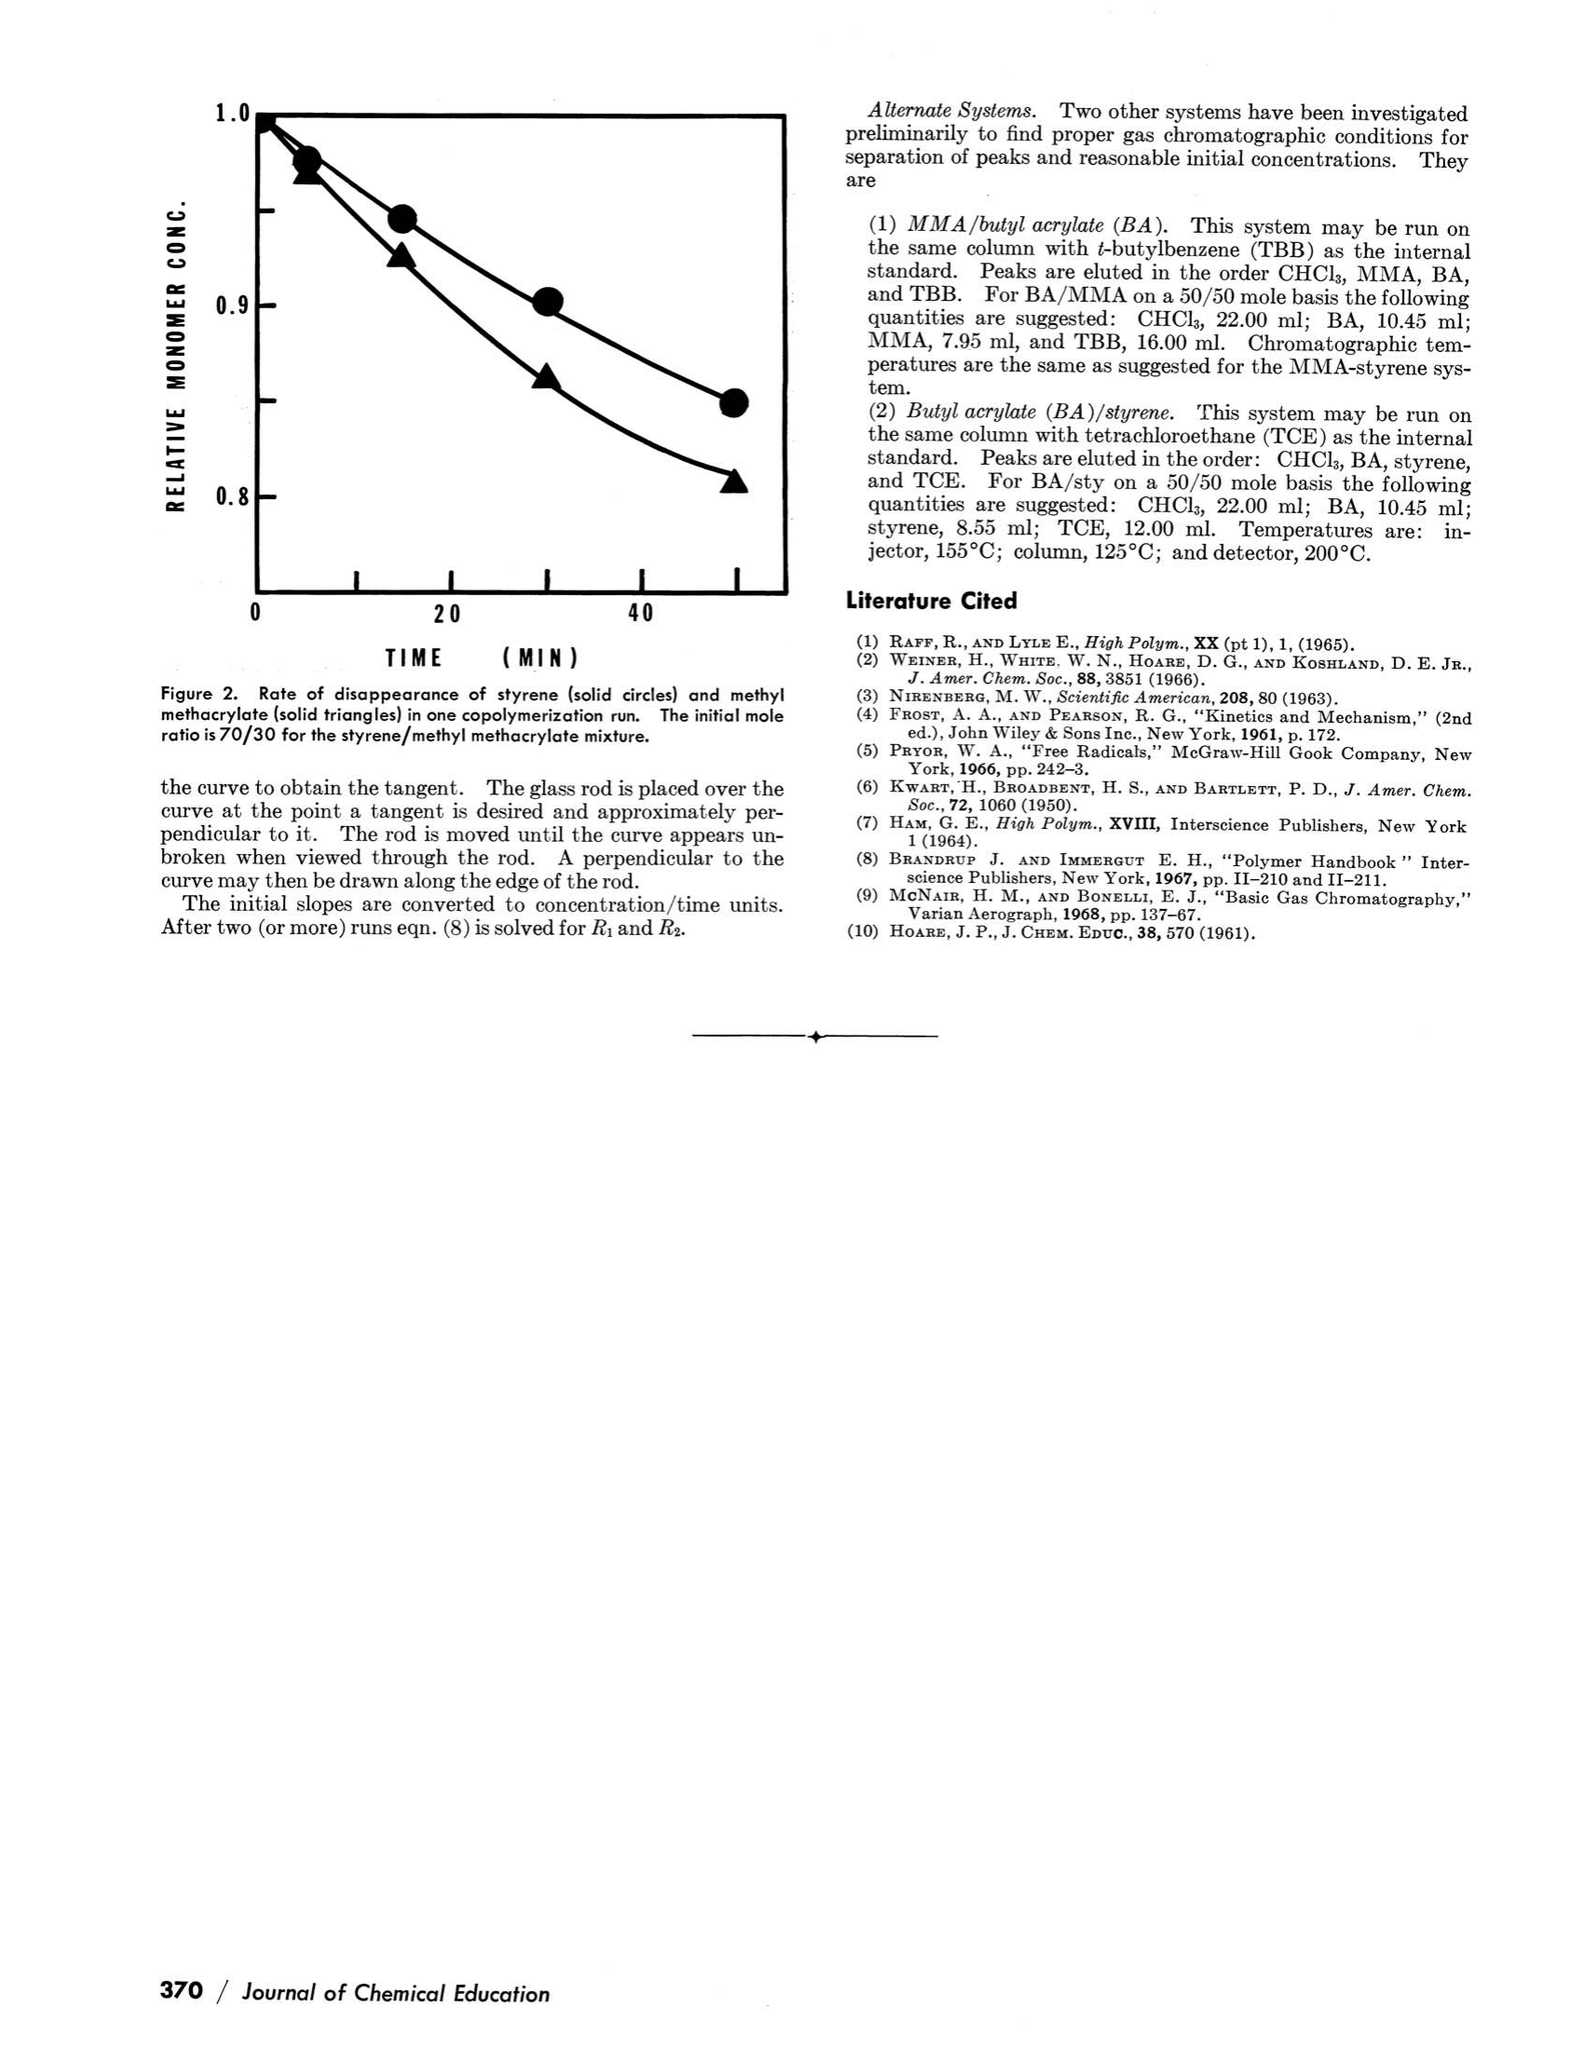 1.0
0.9
0.8
RELATIVE MONOMER CONC.
0
20
40
TIME (MIN)
Figure 2. Rate of disappearance of styrene (solid circles) and methyl
methacrylate (solid triangles) in one copolymerization run. The initial mole
ratio is 70/30 for the styrene/methyl methacrylate mixture.
the curve to obtain the tangent. The glass rod is placed over the
curve at the point a tangent is desired and approximately per-
pendicular to it. The rod is moved until the curve appears un-
broken when viewed through the rod. A perpendicular to the
curve may then be drawn along the edge of the rod.
The initial slopes are converted to concentration/time units.
After two (or more) runs eqn. (8) is solved for R₁ and R₂.
Alternate Systems. Two other systems have been investigated
preliminarily to find proper gas chromatographic conditions for
separation of peaks and reasonable initial concentrations. They
are
(1) MMA/butyl acrylate (BA). This system may be run on
the same column with t-butylbenzene (TBB) as the internal
standard. Peaks are eluted in the order CHCl₃, MMA, BA,
and TBB. For BA/MMA on a 50/50 mole basis the following
quantities are suggested: CHCl₃, 22.00 ml; BA, 10.45 ml;
MMA, 7.95 ml, and TBB, 16.00 ml. Chromatographic tem-
peratures are the same as suggested for the MMA-styrene sys-
tem.
(2) Butyl acrylate (BA)/styrene. This system may be run on
the same column with tetrachloroethane (TCE) as the internal
standard. Peaks are eluted in the order: CHCl₃, BA, styrene,
and TCE. For BA/sty on a 50/50 mole basis the following
quantities are suggested: CHCl₃, 22.00 ml; BA, 10.45 ml;
styrene, 8.55 ml; TCE, 12.00 ml. Temperatures are: in-
jector, 155°C; column, 125°C; and detector, 200°C.
Literature Cited
(1) RAFF, R., AND LYLE E., High Polym., XX (pt 1), 1, (1965).
(2) WEINER, H., WHITE. W. N., HOARE, D. G., AND KOSHLAND, D. E. JR.,
J. Amer. Chem. Soc., 88, 3851 (1966).
(3) NIRENBERG, M. W., Scientific American, 208, 80 (1963).
(4) FROST, A. A., AND PEARSON, R. G., "Kinetics and Mechanism," (2nd
ed.), John Wiley & Sons Inc., New York, 1961, p. 172.
(5) PRYOR, W. A., "Free Radicals," McGraw-Hill Gook Company, New
York, 1966, pp. 242–3.
(6) KWART, H., BROADBENT, H. S., AND BARTLETT, P. D., J. Amer. Chem.
Soc., 72, 1060 (1950).
(7) HAM, G. E., High Polym., XVIII, Interscience Publishers, New York
1 (1964).
(8) BRANDRUP J. AND IMMERGUT E. H., "Polymer Handbook" Inter-
science Publishers, New York, 1967, pp. II–210 and II–211.
(9) MCNAIR, H. M., AND BONELLI, E. J., "Basic Gas Chromatography,"
Varian Aerograph, 1968, pp. 137–67.
(10) HOARE, J. P., J. CHEM. EDUC., 38, 570 (1961).
370 / Journal of Chemical Education